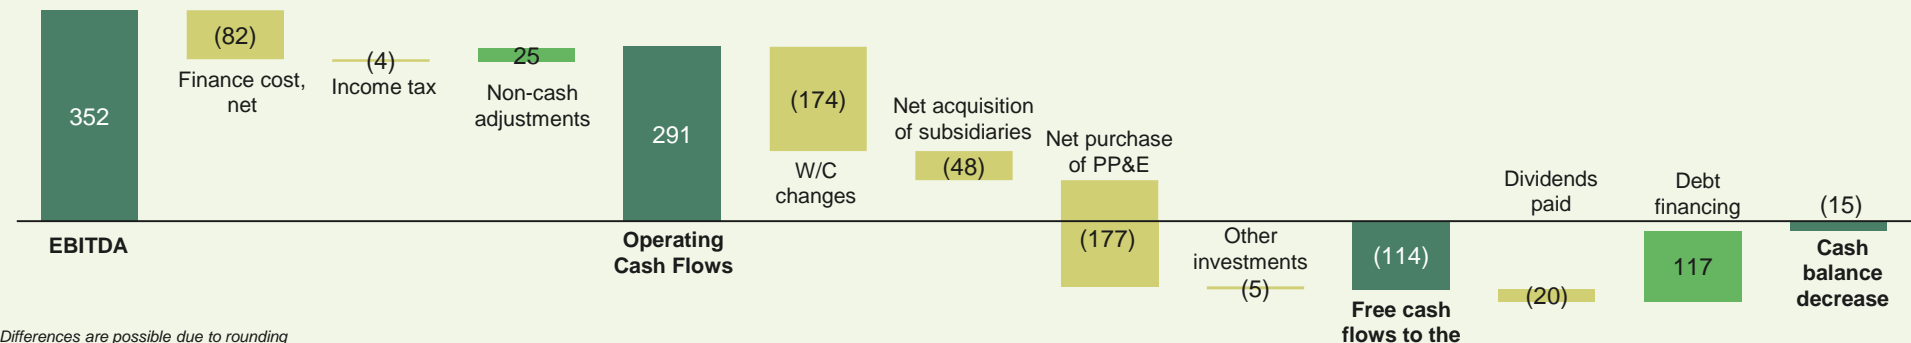 352
EBITDA
(82)
Finance cost,
net
(4)
Income tax
25
Non-cash
adjustments
291
Operating
Cash Flows
(174)
W/C
changes
Net acquisition
of subsidiaries
(48)
Net purchase
of PP&E
(177)
Other
investments
(5)
(114)
Free cash
flows to the
Dividends
paid
(20)
Debt
financing
117
(15)
Cash
balance
decrease
Differences are possible due to rounding